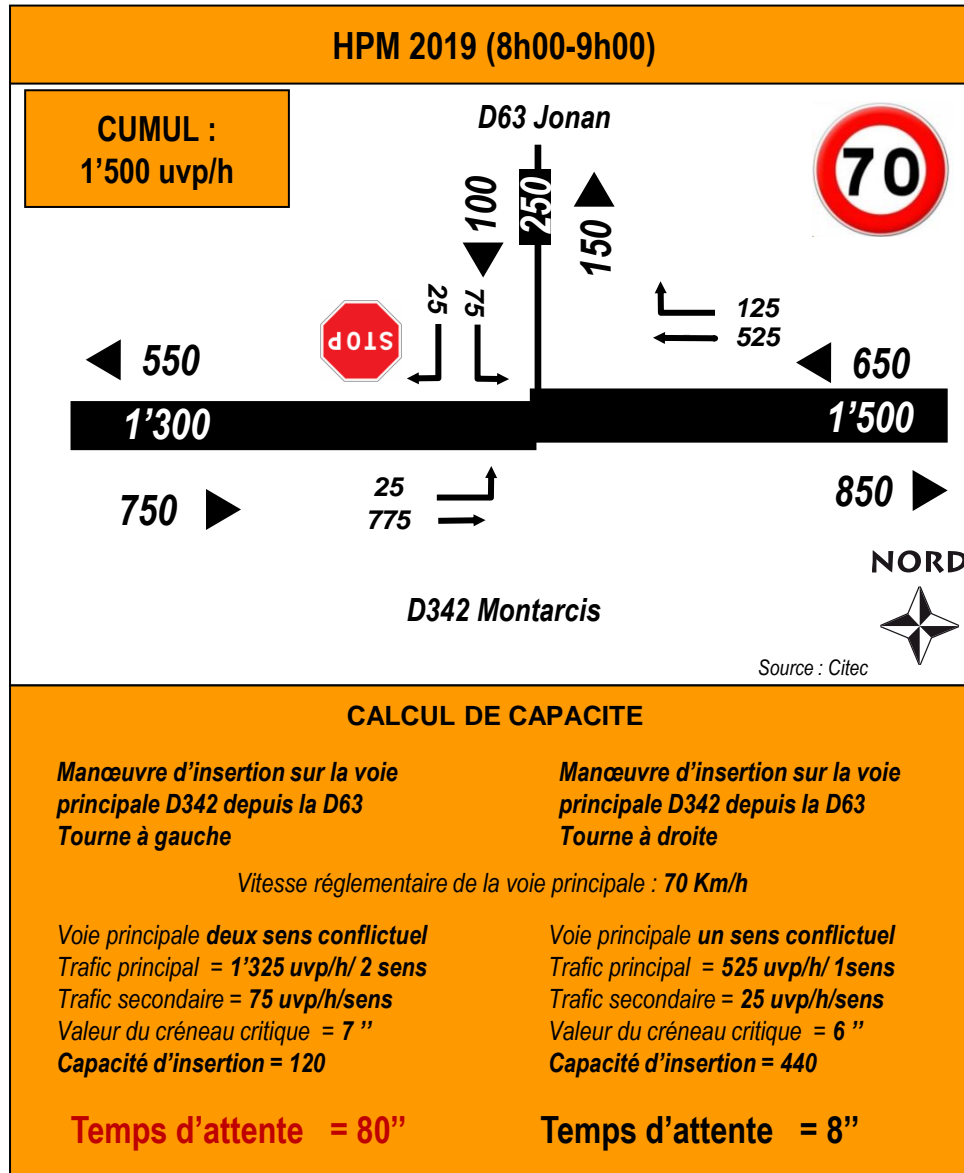 HPM 2019 (8h00-9h00)
CUMUL :
1’500 uvp/h
D63 Jonan
70
100
250
150
25
75
STOP
125
525
550
650
1’300
1’500
750
25
775
850
NORD
D342 Montarcis
Source : Citec
CALCUL DE CAPACITE
Manœuvre d’insertion sur la voie
principale D342 depuis la D63
Tourne à gauche
Manœuvre d’insertion sur la voie
principale D342 depuis la D63
Tourne à droite
Vitesse réglementaire de la voie principale : 70 Km/h
Voie principale deux sens conflictuel
Trafic principal = 1’325 uvp/h/ 2 sens
Trafic secondaire = 75 uvp/h/sens
Valeur du créneau critique = 7 ’’
Capacité d’insertion = 120
Temps d’attente = 80’’
Voie principale un sens conflictuel
Trafic principal = 525 uvp/h/ 1sens
Trafic secondaire = 25 uvp/h/sens
Valeur du créneau critique = 6 ’’
Capacité d’insertion = 440
Temps d’attente = 8’’